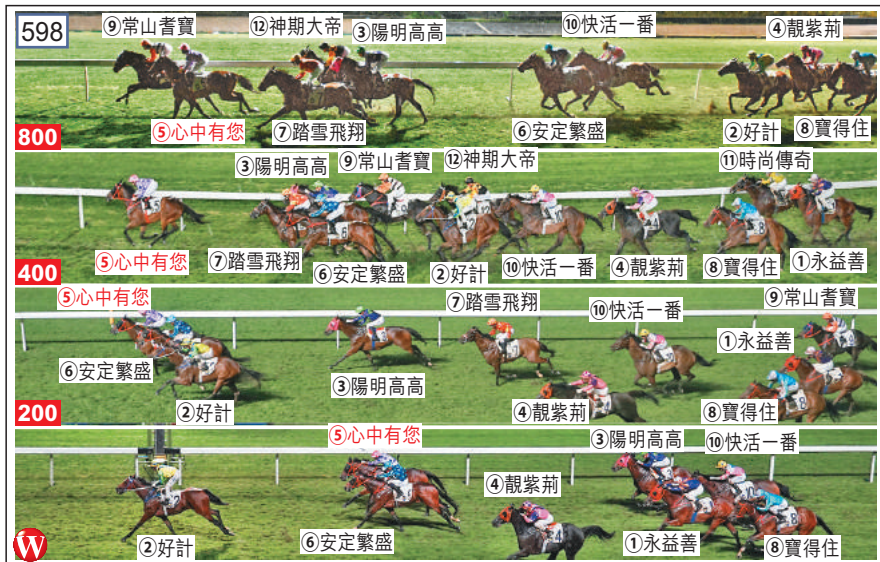 598
⑨常山耆寶 ⑫神期大帝 ③陽明高高 ⑩快活一番 ④靚紫荊
800
⑤心中有您 ⑦踏雪飛翔 ⑥安定繁盛 ②好計 ⑧寶得住
③陽明高高 ⑨常山耆寶 ⑫神期大帝 ⑪時尚傳奇
400
⑤心中有您 ⑦踏雪飛翔 ⑥安定繁盛 ②好計 ⑩快活一番 ④靚紫荊 ⑧寶得住 ①永益善
⑤心中有您 ⑦踏雪飛翔 ⑩快活一番 ⑨常山耆寶
①永益善
⑥安定繁盛 ③陽明高高
200
②好計 ④靚紫荊 ⑧寶得住
⑤心中有您 ③陽明高高 ⑩快活一番
④靚紫荊
W
②好計 ⑥安定繁盛 ①永益善 ⑧寶得住